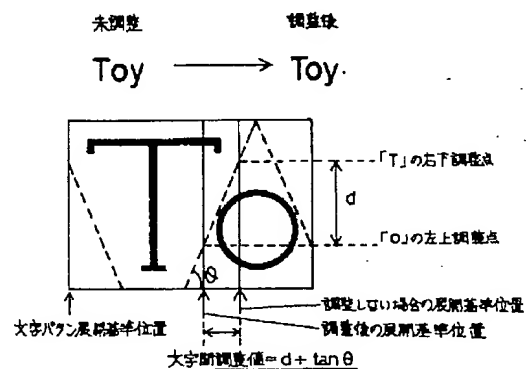 未調整
調整後
Toy
Toy
T
o
「T」の右下調整点
d
「o」の左上調整点
θ
調整しない場合の展開基準位置
文字パタン展開基準位置
調整後の展開基準位置
文字間調整値=d÷tanθ